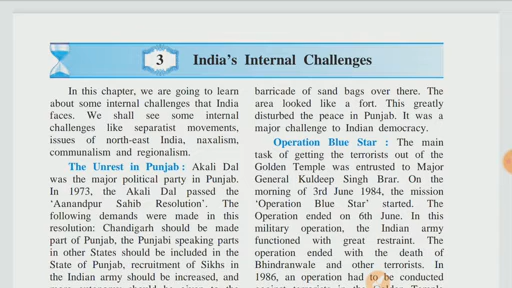 3 India's Internal Challenges
In this chapter, we are going to learn
about some internal challenges that India
faces. We shall see some internal
challenges like separatist movements,
issues of north-east India, naxalism,
communalism and regionalism.
The Unrest in Punjab : Akali Dal
was the major political party in Punjab.
In 1973, the Akali Dal passed the
'Aanandpur Sahib Resolution'. The
following demands were made in this
resolution: Chandigarh should be made
part of Punjab, the Punjabi speaking parts
in other States should be included in the
State of Punjab, recruitment of Sikhs in
the Indian army should be increased, and
barricade of sand bags over there. The
area looked like a fort. This greatly
disturbed the peace in Punjab. It was a
major challenge to Indian democracy.
Operation Blue Star : The main
task of getting the terrorists out of the
Golden Temple was entrusted to Major
General Kuldeep Singh Brar. On the
morning of 3rd June 1984, the mission
'Operation Blue Star' started. The
Operation ended on 6th June. In this
military operation, the Indian army
functioned with great restraint. The
operation ended with the death of
Bhindranwale and other terrorists. In
1986, an operation had to be conducted